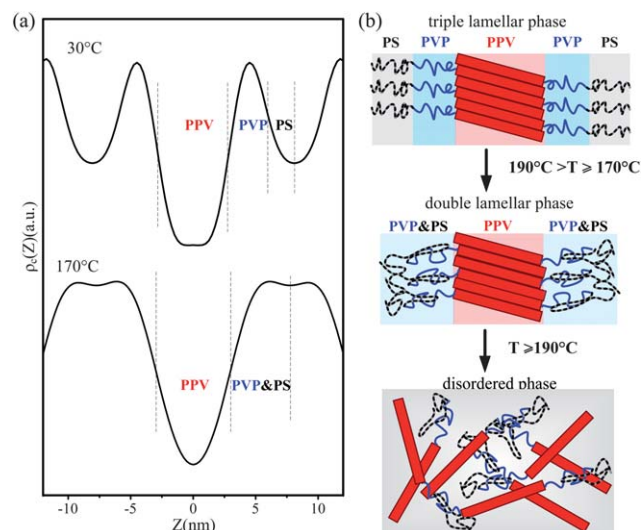 (a)
30°C
PPV
PVP
PS
170°C
PPV
PVP&PS
ρe(Z)(a.u.)
-10 -5 0 5 10
Z(nm)
(b)
triple lamellar phase
PS PVP PPV PVP PS
190°C >T ⩾ 170°C
double lamellar phase
PVP&PS PPV PVP&PS
T ⩾190°C
disordered phase